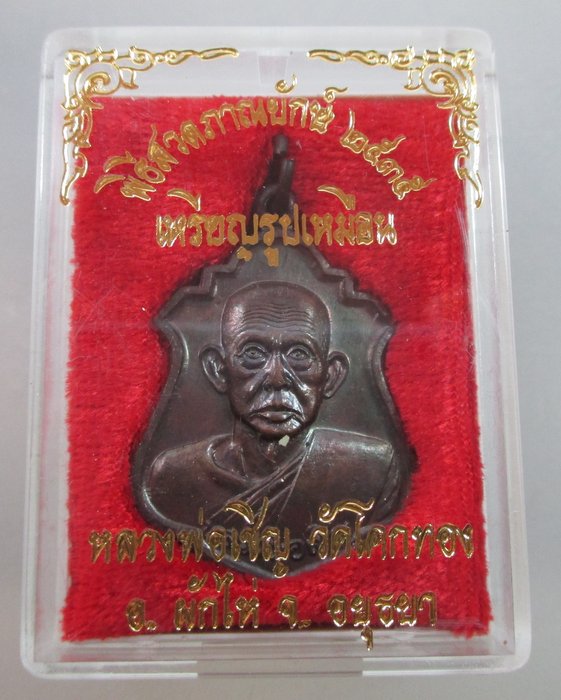 พิธีสวดภาณยักษ์ ๒๕๓๕
เหรียญรูปเหมือน
หลวงพ่อเชิญ วัดโคกทอง
อ. ผักไห่ จ. อยุธยา